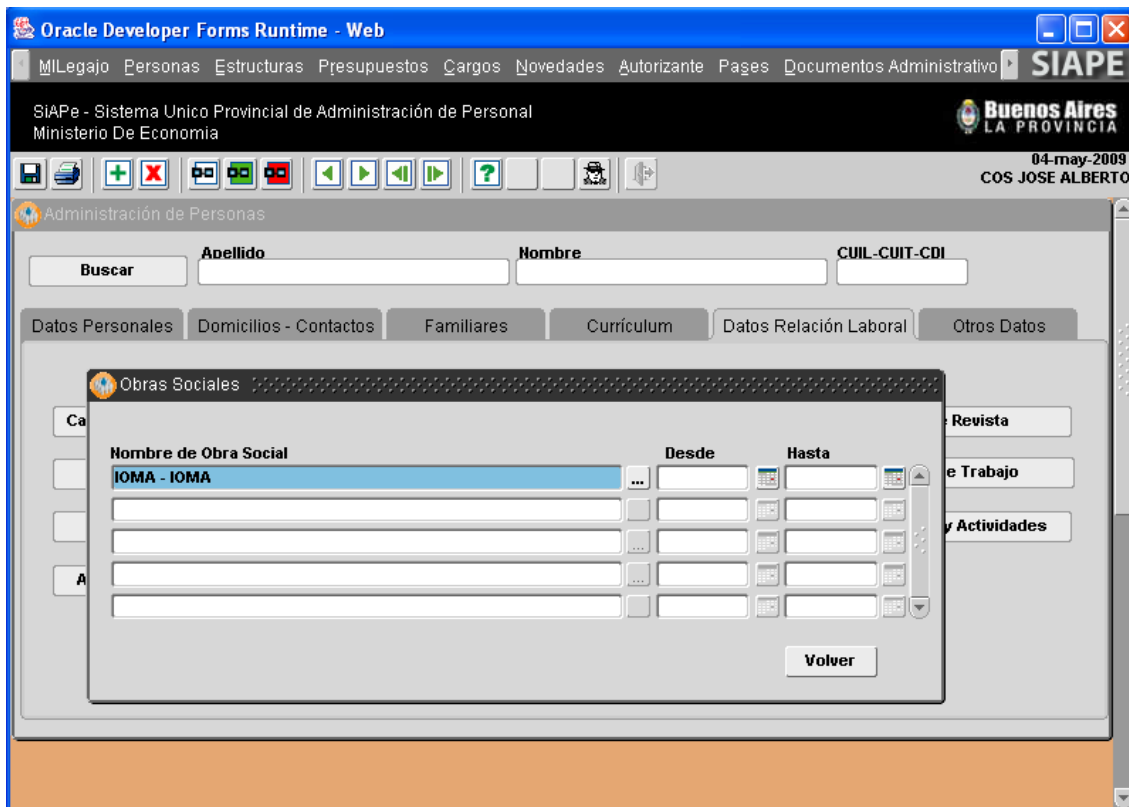 Oracle Developer Forms Runtime - Web
MILegajo Personas Estructuras Presupuestos Cargos Novedades Autorizante Pases Documentos Administrativo SIAPE
SiAPe - Sistema Unico Provincial de Administración de Personal
Ministerio De Economia
Buenos Aires
LA PROVINCIA
04-may-2009
COS JOSE ALBERTO
Administración de Personas
Buscar Apellido Nombre CUIL-CUIT-CDI
Datos Personales Domicilios - Contactos Familiares Currículum Datos Relación Laboral Otros Datos
Obras Sociales
Ca Revista
Nombre de Obra Social Desde Hasta
IOMA - IOMA ... e Trabajo
y Actividades
A
Volver